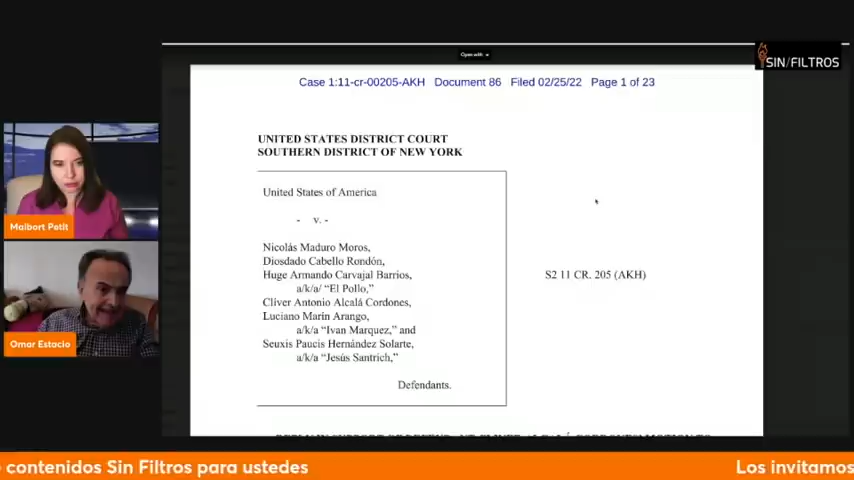 Open with
SIN/FILTROS
Case 1:11-cr-00205-AKH Document 86 Filed 02/25/22 Page 1 of 23
UNITED STATES DISTRICT COURT
SOUTHERN DISTRICT OF NEW YORK
United States of America
- v. -
Nicolás Maduro Moros,
Diosdado Cabello Rondón,
Huge Armando Carvajal Barrios,
a/k/a/ “El Pollo,”
Clíver Antonio Alcalá Cordones,
Luciano Marín Arango,
a/k/a “Ivan Marquez,” and
Seuxis Paucis Hernández Solarte,
a/k/a “Jesús Santrich,”
Defendants.
S2 11 CR. 205 (AKH)
Maibort Petit
Omar Estacio
contenidos Sin Filtros para ustedes
Los invitamos